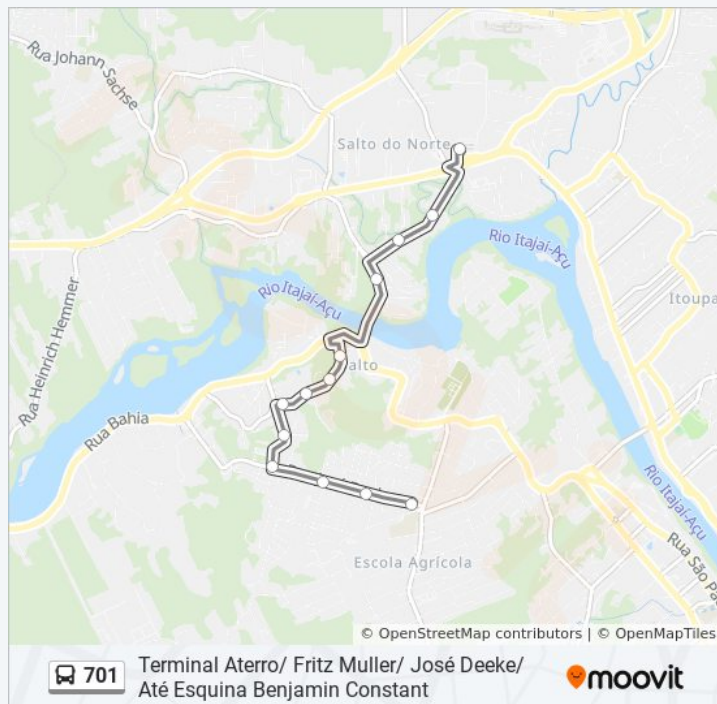 Rua Johann Sachse
Salto do Norte
Rio Itajaí-Açu
Rio Itajaí-Açu
Itoupa
Rua Heinrich Hemmer
Salto
Rua Bahia
Rio Itajaí-Açu
Rua São Pa
Escola Agrícola
© OpenStreetMap contributors | © OpenMapTiles
701
Terminal Aterro/ Fritz Muller/ José Deeke/
Até Esquina Benjamin Constant
moovit